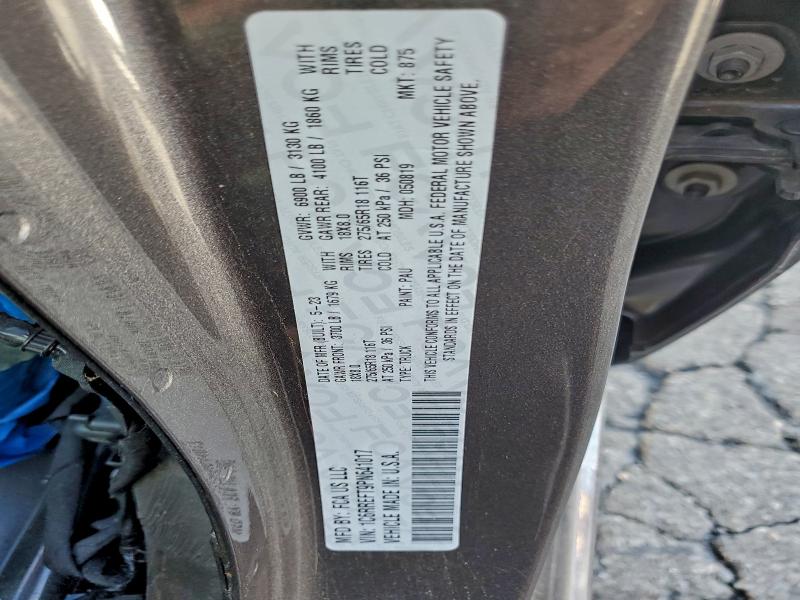 MFD BY: FCA US LLC
DATE OF MFR (BUILT): 5-23
GVWR: 6900 LB / 3130 KG
GAWR FRONT: 3700 LB / 1679 KG WITH
18X8.0 RIMS
275/65R18 116T TIRES
AT 250 kPa / 36 PSI COLD
GAWR REAR: 4100 LB / 1860 KG WITH
18X8.0 RIMS
275/65R18 116T TIRES
AT 250 kPa / 36 PSI COLD
VIN: 1C6RREFT9PN641017
TYPE: TRUCK PAINT: PAU MDH: 050819 MKT: 875
VEHICLE MADE IN: U.S.A.
THIS VEHICLE CONFORMS TO ALL APPLICABLE U.S.A. FEDERAL MOTOR VEHICLE SAFETY
STANDARDS IN EFFECT ON THE DATE OF MANUFACTURE SHOWN ABOVE.